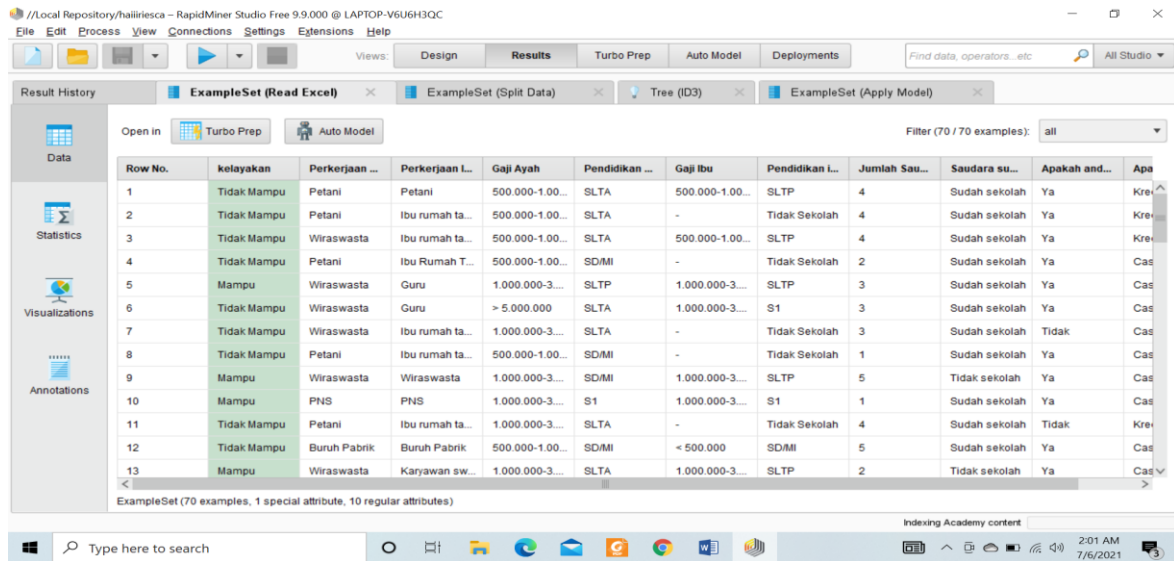 //Local Repository/haiiiriesca – RapidMiner Studio Free 9.9.000 @ LAPTOP-V6U6H3QC
File Edit Process View Connections Settings Extensions Help
Views: Design Results Turbo Prep Auto Model Deployments Find data, operators...etc All Studio
Result History ExampleSet (Read Excel) ExampleSet (Split Data) Tree (ID3) ExampleSet (Apply Model)
Data
Statistics
Visualizations
Annotations
Open in Turbo Prep Auto Model Filter (70 / 70 examples): all
Row No. kelayakan Perkerjaan ... Perkerjaan I... Gaji Ayah Pendidikan ... Gaji Ibu Pendidikan i... Jumlah Sau... Saudara su... Apakah and... Apa
1 Tidak Mampu Petani Petani 500.000-1.00... SLTA 500.000-1.00... SLTP 4 Sudah sekolah Ya Kre
2 Tidak Mampu Petani Ibu rumah ta... 500.000-1.00... SLTA - Tidak Sekolah 4 Sudah sekolah Ya Kre
3 Tidak Mampu Wiraswasta Ibu rumah ta... 500.000-1.00... SLTA 500.000-1.00... SLTP 4 Sudah sekolah Ya Kre
4 Tidak Mampu Petani Ibu Rumah T... 500.000-1.00... SD/MI - Tidak Sekolah 2 Sudah sekolah Ya Cas
5 Mampu Wiraswasta Guru 1.000.000-3.... SLTP 1.000.000-3.... SLTP 3 Sudah sekolah Ya Cas
6 Tidak Mampu Wiraswasta Guru > 5.000.000 SLTA 1.000.000-3.... S1 3 Sudah sekolah Ya Cas
7 Tidak Mampu Wiraswasta Ibu rumah ta... 1.000.000-3.... SLTA - Tidak Sekolah 3 Sudah sekolah Tidak Cas
8 Tidak Mampu Petani Ibu rumah ta... 500.000-1.00... SD/MI - Tidak Sekolah 1 Sudah sekolah Ya Cas
9 Mampu Wiraswasta Wiraswasta 1.000.000-3.... SD/MI 1.000.000-3.... SLTP 5 Tidak sekolah Ya Cas
10 Mampu PNS PNS 1.000.000-3.... S1 1.000.000-3.... S1 1 Sudah sekolah Ya Cas
11 Tidak Mampu Petani Ibu rumah ta... 1.000.000-3.... SLTA - Tidak Sekolah 4 Sudah sekolah Tidak Kre
12 Tidak Mampu Buruh Pabrik Buruh Pabrik 500.000-1.00... SD/MI < 500.000 SD/MI 5 Sudah sekolah Ya Cas
13 Mampu Wiraswasta Karyawan sw... 1.000.000-3.... SLTA 1.000.000-3.... SLTP 2 Tidak sekolah Ya Cas
ExampleSet (70 examples, 1 special attribute, 10 regular attributes)
Indexing Academy content
Type here to search
2:01 AM
7/6/2021
3